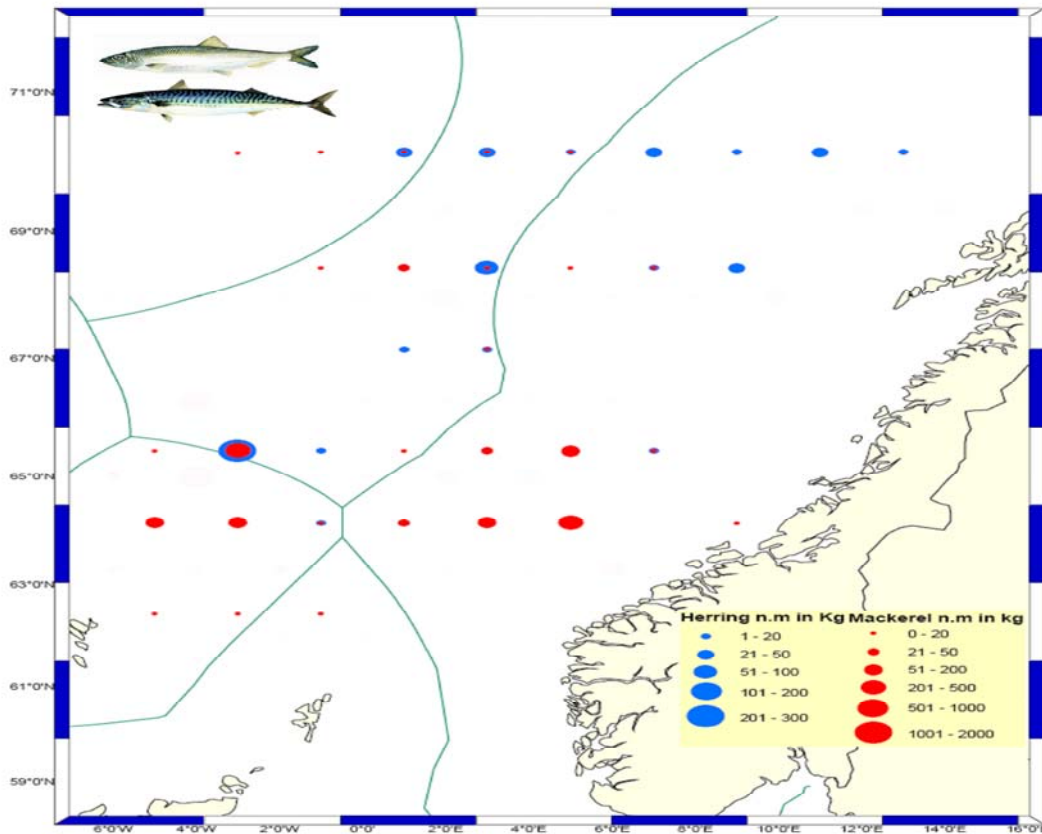 71°0'N
69°0'N
67°0'N
65°0'N
63°0'N
61°0'N
59°0'N
Herring n.m in Kg Mackerel n.m in kg
1 - 20 0 - 20
21 - 50 21 - 50
51 - 100 51 - 200
101 - 200 201 - 500
201 - 300 501 - 1000
1001 - 2000
6°0'W 4°0'W 2°0'W 0°0' 2°0'E 4°0'E 6°0'E 8°0'E 10°0'E 12°0'E 14°0'E 16°0'E